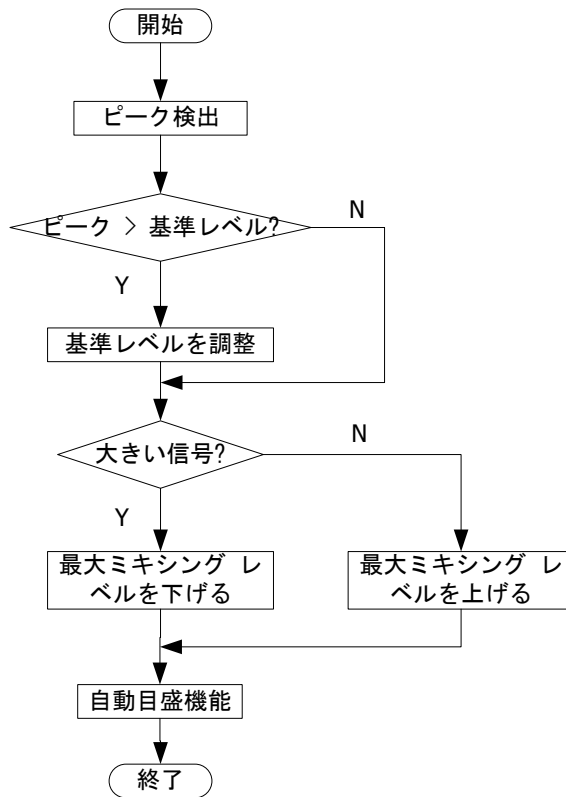 開始
ピーク検出
ピーク > 基準レベル?
N
Y
基準レベルを調整
大きい信号?
N
Y
最大ミキシング レ
ベルを下げる
最大ミキシング レ
ベルを上げる
自動目盛機能
終了